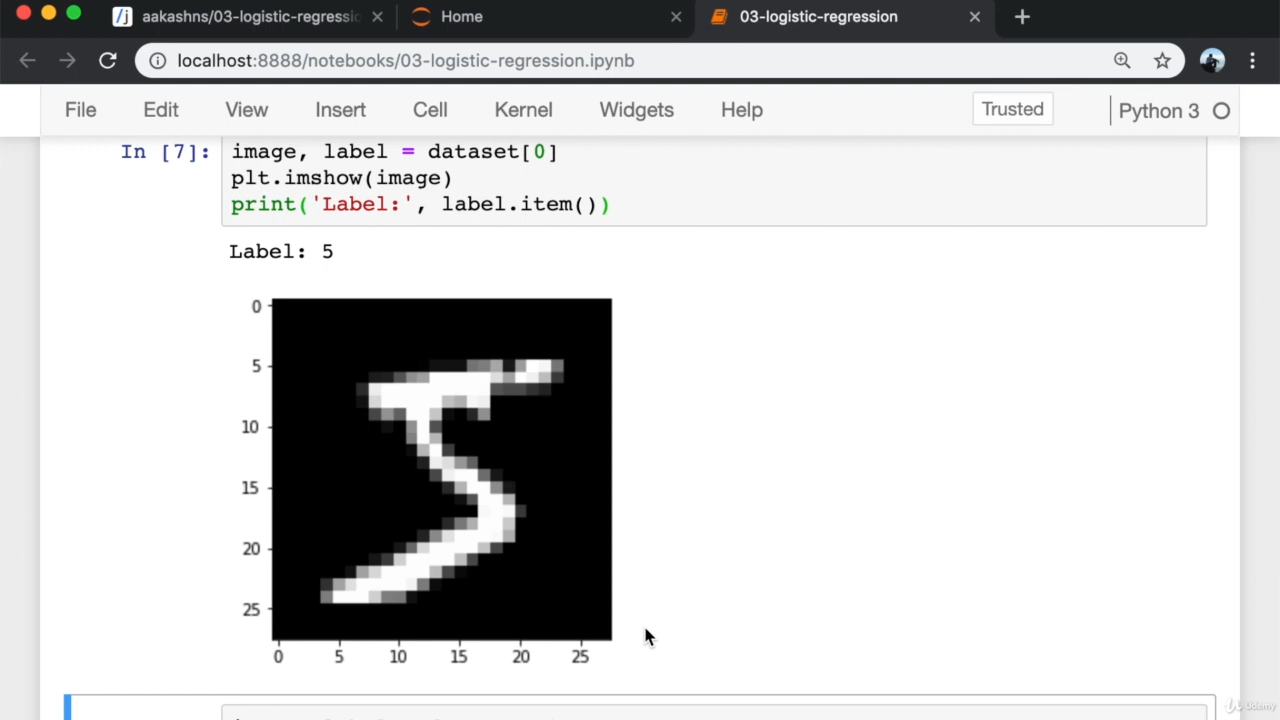 aakashns/03-logistic-regressio
Home
03-logistic-regression
localhost:8888/notebooks/03-logistic-regression.ipynb
File Edit View Insert Cell Kernel Widgets Help Trusted Python 3
In [7]: image, label = dataset[0]
plt.imshow(image)
print('Label:', label.item())
Label: 5
0
5
10
15
20
25
0 5 10 15 20 25
Udemy